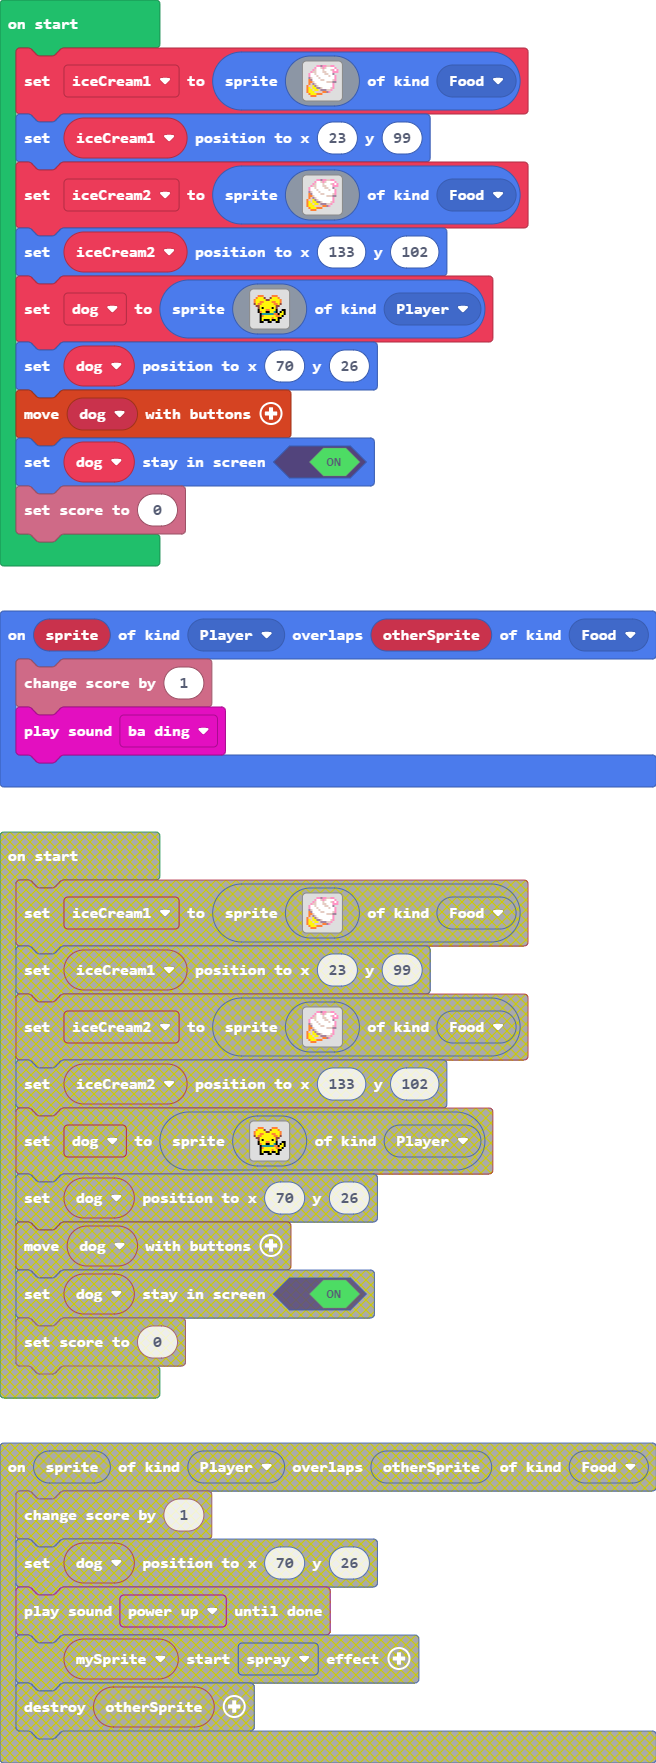 on start
set iceCream1 to sprite of kind Food
set iceCream1 position to x 23 y 99
set iceCream2 to sprite of kind Food
set iceCream2 position to x 133 y 102
set dog to sprite of kind Player
set dog position to x 70 y 26
move dog with buttons
set dog stay in screen ON
set score to 0
on sprite of kind Player overlaps otherSprite of kind Food
change score by 1
play sound ba ding
on start
set iceCream1 to sprite of kind Food
set iceCream1 position to x 23 y 99
set iceCream2 to sprite of kind Food
set iceCream2 position to x 133 y 102
set dog to sprite of kind Player
set dog position to x 70 y 26
move dog with buttons
set dog stay in screen ON
set score to 0
on sprite of kind Player overlaps otherSprite of kind Food
change score by 1
set dog position to x 70 y 26
play sound power up until done
mySprite start spray effect
destroy otherSprite